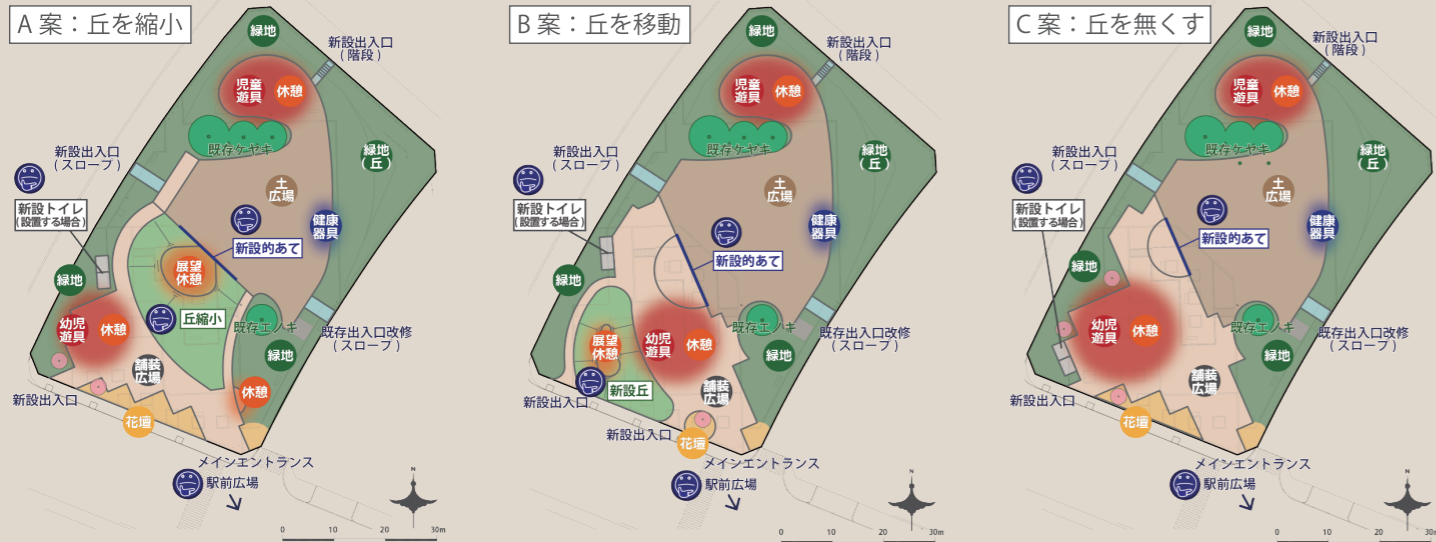 A案：丘を縮小
緑地
新設出入口
(階段)
児童
遊具
休憩
既存ケヤキ
緑地
(丘)
新設出入口
(スロープ)
土
広場
新設トイレ
(設置する場合)
健康
器具
新設的あて
展望
休憩
緑地
丘縮小
幼児
遊具
休憩
既存エノキ
既存出入口改修
(スロープ)
緑地
舗装
広場
休憩
新設出入口
花壇
メインエントランス
駅前広場
N
0 10 20 30m
B案：丘を移動
緑地
新設出入口
(階段)
児童
遊具
休憩
既存ケヤキ
緑地
(丘)
新設出入口
(スロープ)
土
広場
新設トイレ
(設置する場合)
健康
器具
新設的あて
緑地
既存エノキ
既存出入口改修
(スロープ)
展望
休憩
幼児
遊具
休憩
緑地
新設丘
舗装
広場
新設出入口
新設出入口
花壇
メインエントランス
駅前広場
N
0 10 20 30m
C案：丘を無くす
緑地
新設出入口
(階段)
児童
遊具
休憩
既存ケヤキ
緑地
(丘)
新設出入口
(スロープ)
土
広場
新設トイレ
(設置する場合)
健康
器具
新設的あて
緑地
幼児
遊具
休憩
既存エノキ
既存出入口改修
(スロープ)
緑地
舗装
広場
新設出入口
花壇
メインエントランス
駅前広場
N
0 10 20 30m